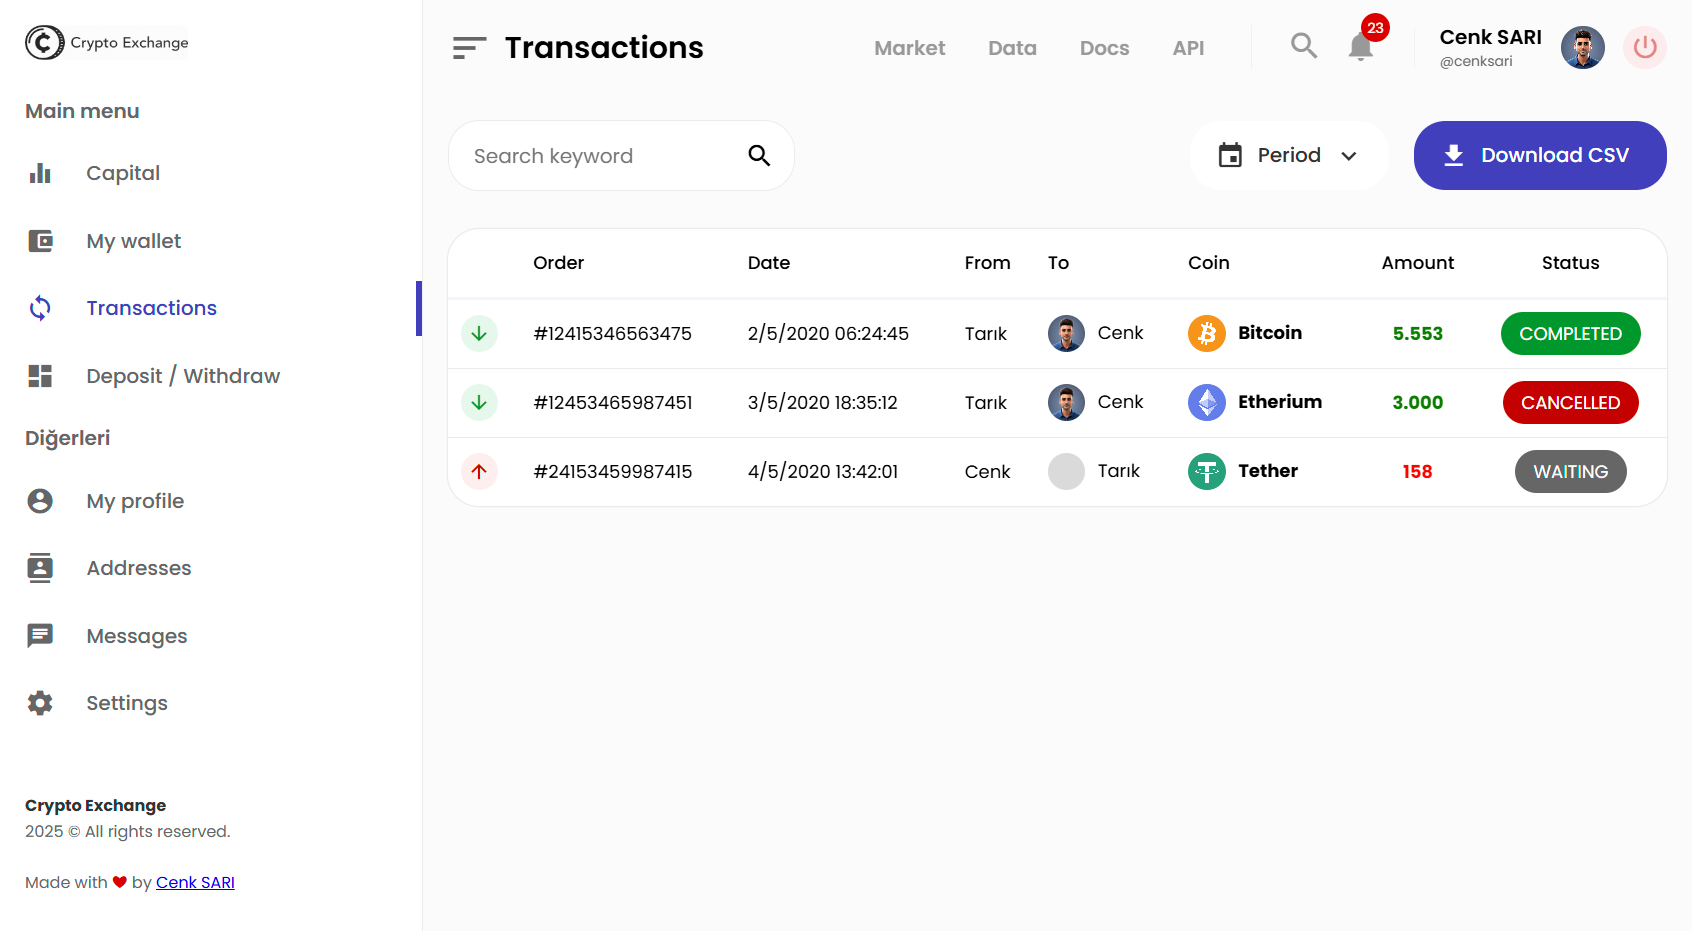 Crypto Exchange
Main menu
Capital
My wallet
Transactions
Deposit / Withdraw
Diğerleri
My profile
Addresses
Messages
Settings
Crypto Exchange
2025 © All rights reserved.
Made with ♥ by Cenk SARI
Transactions
Market Data Docs API
23
Cenk SARI
@cenksari
Search keyword
Period
Download CSV
Order Date From To Coin Amount Status
#12415346563475 2/5/2020 06:24:45 Tarık Cenk Bitcoin 5.553 COMPLETED
#12453465987451 3/5/2020 18:35:12 Tarık Cenk Etherium 3.000 CANCELLED
#24153459987415 4/5/2020 13:42:01 Cenk Tarık Tether 158 WAITING